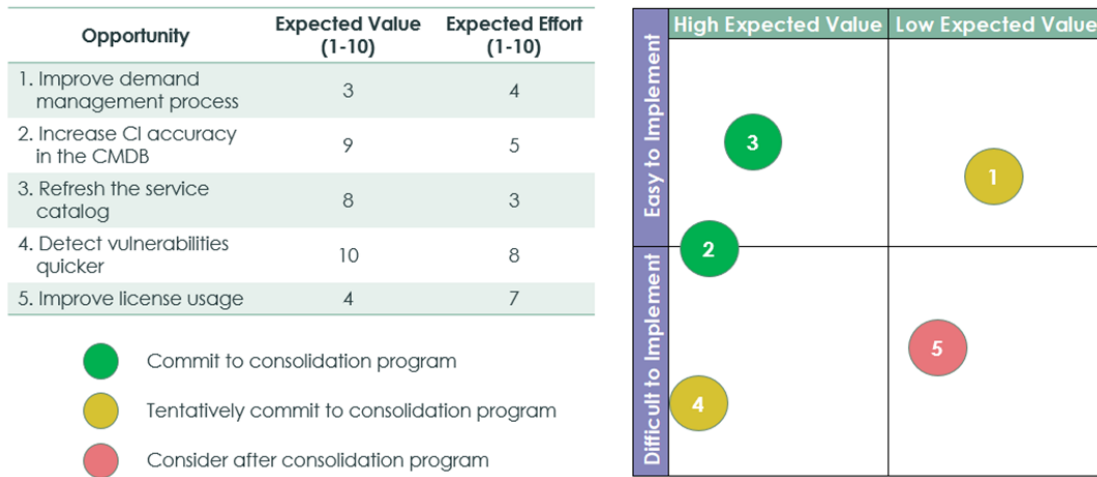 Opportunity
Expected Value
(1-10)
Expected Effort
(1-10)
1. Improve demand
management process
3
4
2. Increase CI accuracy
in the CMDB
9
5
3. Refresh the service
catalog
8
3
4. Detect vulnerabilities
quicker
10
8
5. Improve license usage
4
7
Commit to consolidation program
Tentatively commit to consolidation program
Consider after consolidation program
High Expected Value
Low Expected Value
Easy to Implement
Difficult to Implement
3
1
2
5
4